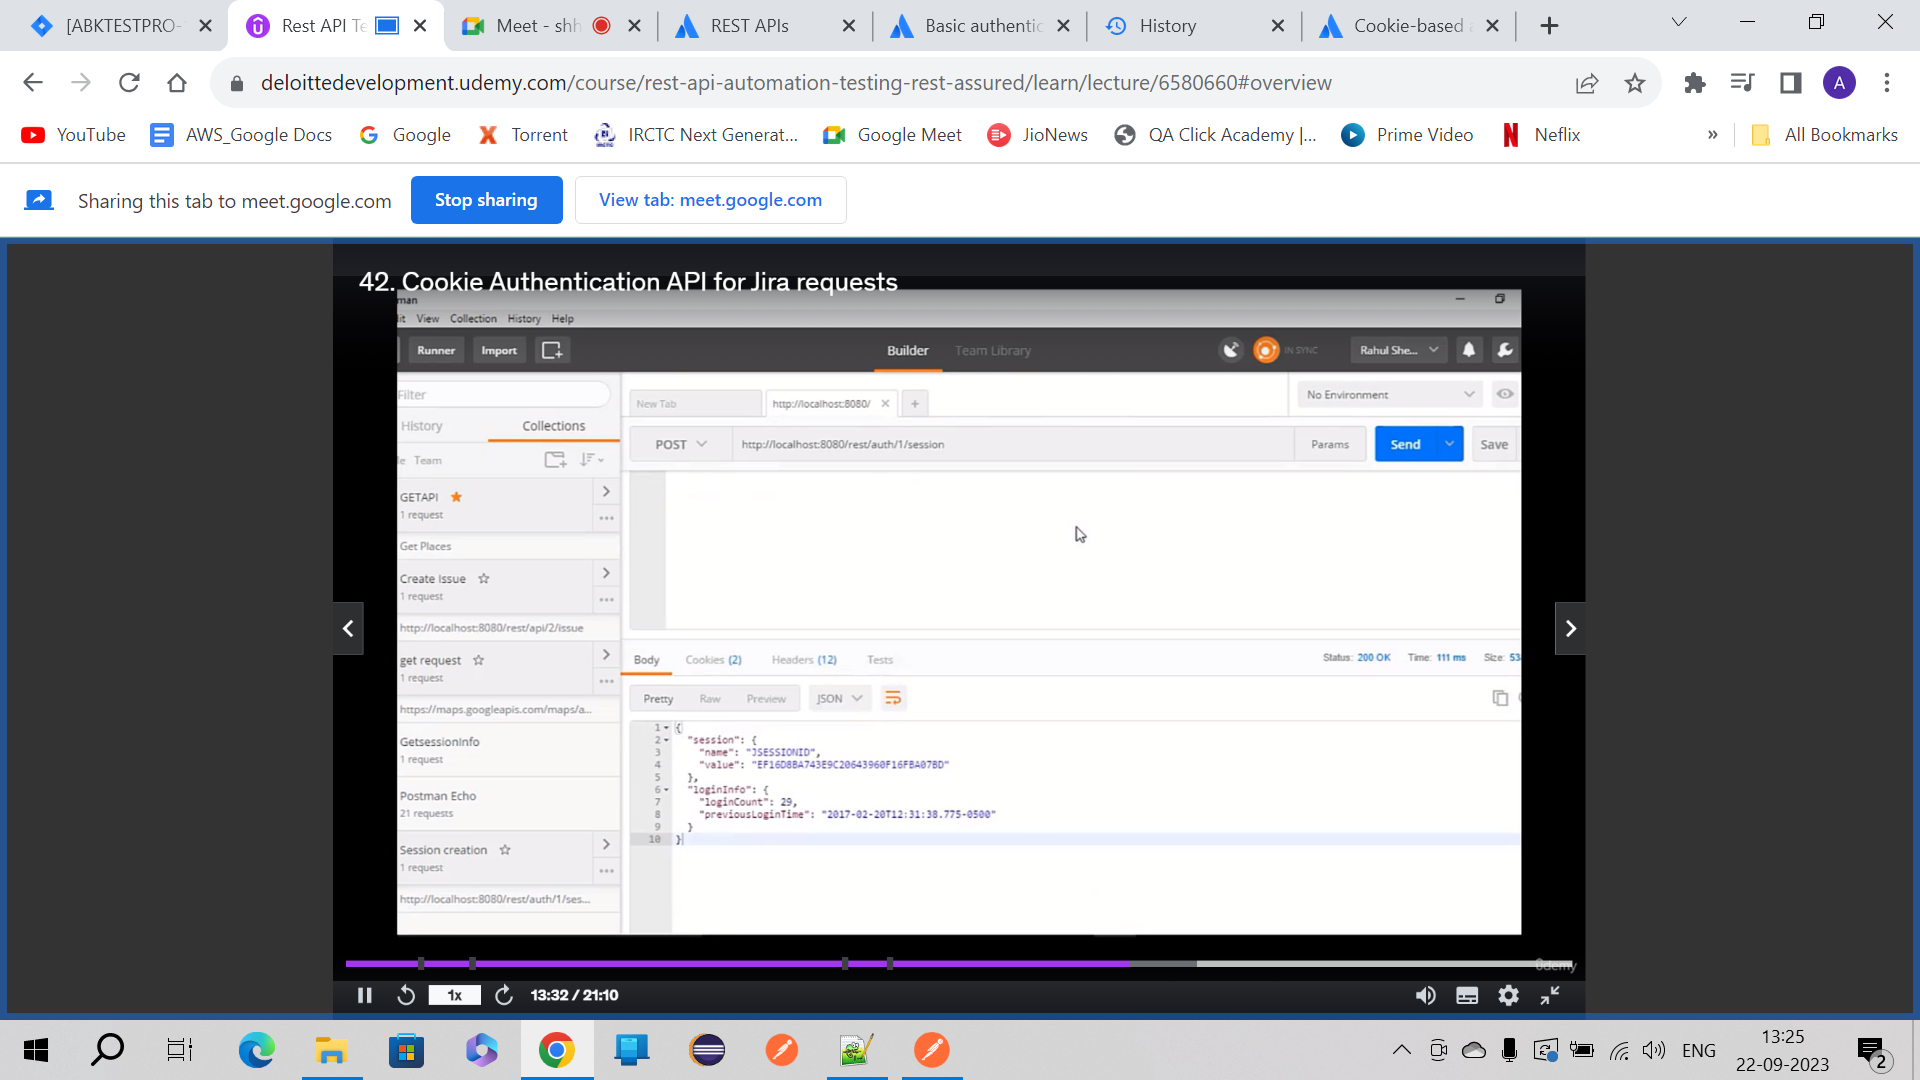 [ABKTESTPRO-
Rest API Te
Meet - shh
REST APIs
Basic authentic
History
Cookie-based a
deloittedevelopment.udemy.com/course/rest-api-automation-testing-rest-assured/learn/lecture/6580660#overview
A
YouTube
AWS_Google Docs
Google
Torrent
IRCTC Next Generat...
Google Meet
JioNews
QA Click Academy |...
Prime Video
Neflix
»
All Bookmarks
Sharing this tab to meet.google.com
Stop sharing
View tab: meet.google.com
42. Cookie Authentication API for Jira requests
man
it View Collection History Help
Runner
Import
Builder
Team Library
IN SYNC
Rahul She...
Filter
New Tab
http://localhost:8080/
No Environment
History
Collections
POST
http://localhost:8080/rest/auth/1/session
Params
Send
Save
Team
GETAPI
1 request
Get Places
Create Issue
1 request
http://localhost:8080/rest/api/2/issue
get request
1 request
https://maps.googleapis.com/maps/a...
GetsessionInfo
1 request
Postman Echo
21 requests
Session creation
1 request
http://localhost:8080/rest/auth/1/ses...
Body
Cookies (2)
Headers (12)
Tests
Status: 200 OK
Time: 111 ms
Size: 53
Pretty
Raw
Preview
JSON
1 {
2 "session": {
3 "name": "JSESSIONID",
4 "value": "EF16D8BA743E9C20643960F16FBA07BD"
5 },
6 "loginInfo": {
7 "loginCount": 29,
8 "previousLoginTime": "2017-02-20T12:31:38.775-0500"
9 }
10 }
ûdemy
1x
13:32 / 21:10
ENG
13:25
22-09-2023
2